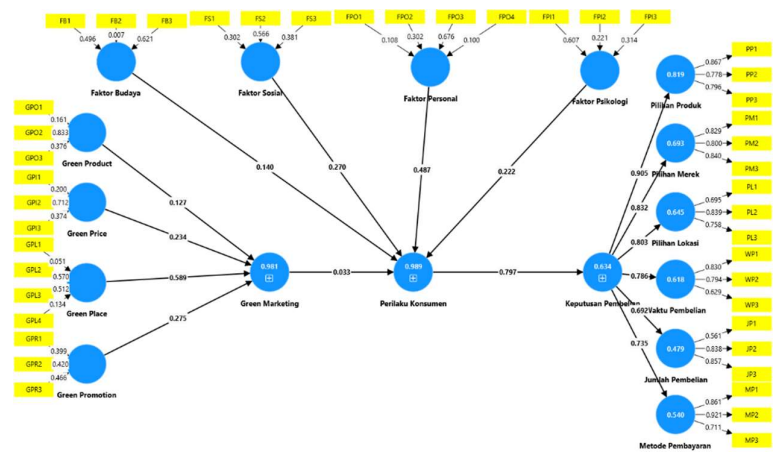 FB1 FB2 FB3 FS1 FS2 FS3 FPO1 FPO2 FPO3 FPO4 FPI1 FPI2 FPI3
0.496 0.007 0.621 0.302 0.566 0.381 0.108 0.302 0.676 0.100 0.607 0.221 0.314
Faktor Budaya Faktor Sosial Faktor Personal Faktor Psikologi
GPO1
0.161
GPO2 0.833
0.376
GPO3
Green Product
GPI1
0.200
GPI2 0.712
0.374
GPI3
Green Price
GPL1
0.051
GPL2
0.570
0.512
GPL3
0.134
GPL4
Green Place
GPR1
0.399
GPR2 0.420
0.466
GPR3
Green Promotion
0.127
0.234
0.589
0.275
0.981
Green Marketing
0.033
0.140
0.270
0.487
0.222
0.989
Perilaku Konsumen
0.797
0.634
Keputusan Pembelian
0.905
0.832
0.803
0.786
0.692
0.735
0.819
Pilihan Produk
0.867 PP1
0.778 PP2
0.796 PP3
0.693
Pilihan Merek
0.829 PM1
0.800 PM2
0.840 PM3
0.645
Pilihan Lokasi
0.695 PL1
0.839 PL2
0.758 PL3
0.618
Waktu Pembelian
0.830 WP1
0.794 WP2
0.629 WP3
0.479
Jumlah Pembelian
0.561 JP1
0.838 JP2
0.857 JP3
0.540
Metode Pembayaran
0.861 MP1
0.921 MP2
0.711 MP3